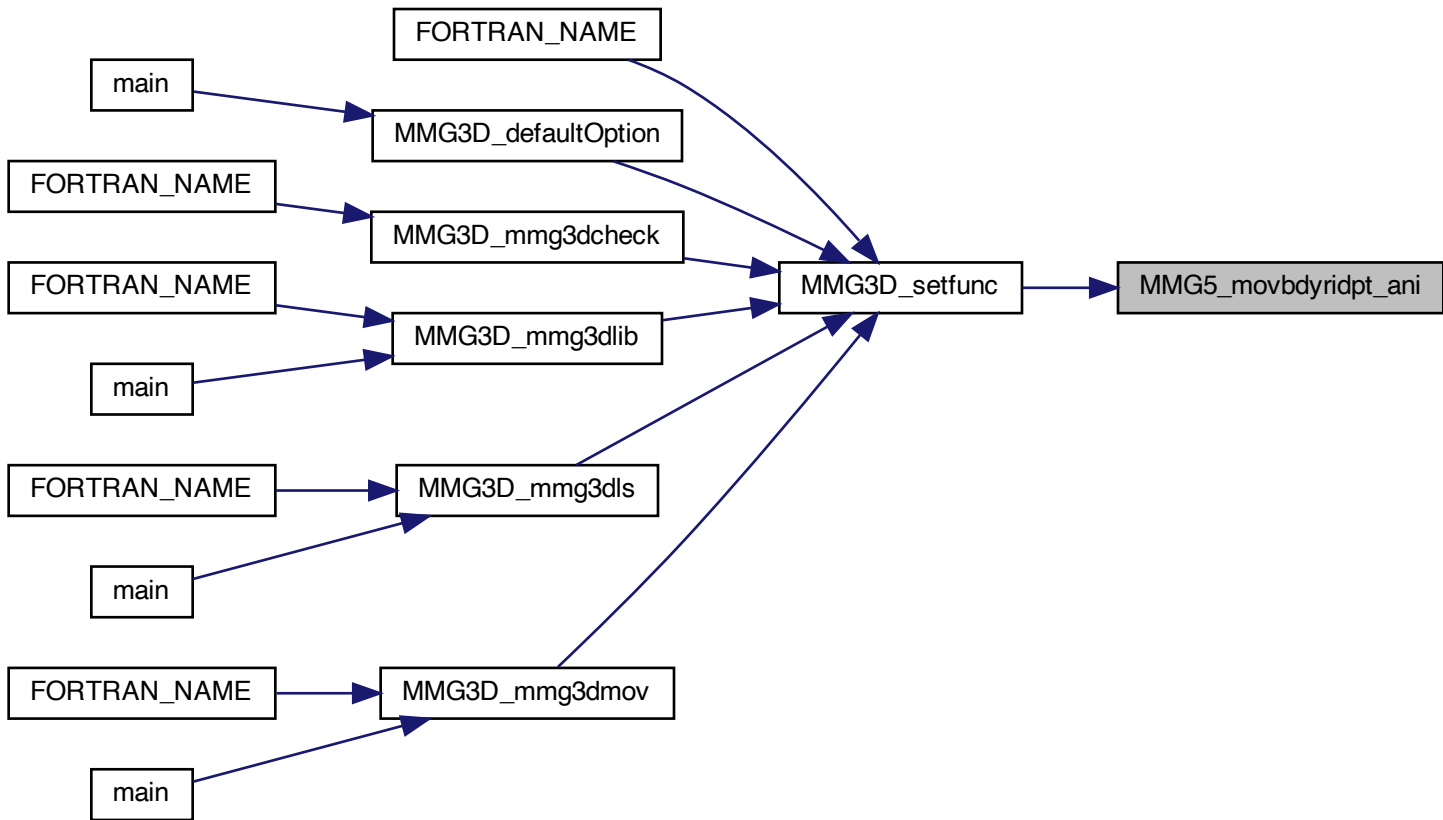 FORTRAN_NAME
main
MMG3D_defaultOption
FORTRAN_NAME
MMG3D_mmg3dcheck
FORTRAN_NAME
MMG3D_setfunc
MMG5_movbdyridpt_ani
MMG3D_mmg3dlib
main
FORTRAN_NAME
MMG3D_mmg3dls
main
FORTRAN_NAME
MMG3D_mmg3dmov
main